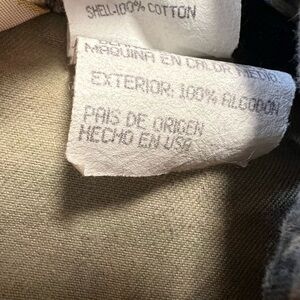 SHELL-100% COTTON
MAQUINA EN CALOR MEDIO.
EXTERIOR: 100% ALGODON
PAIS DE ORIGEN
HECHO EN USA